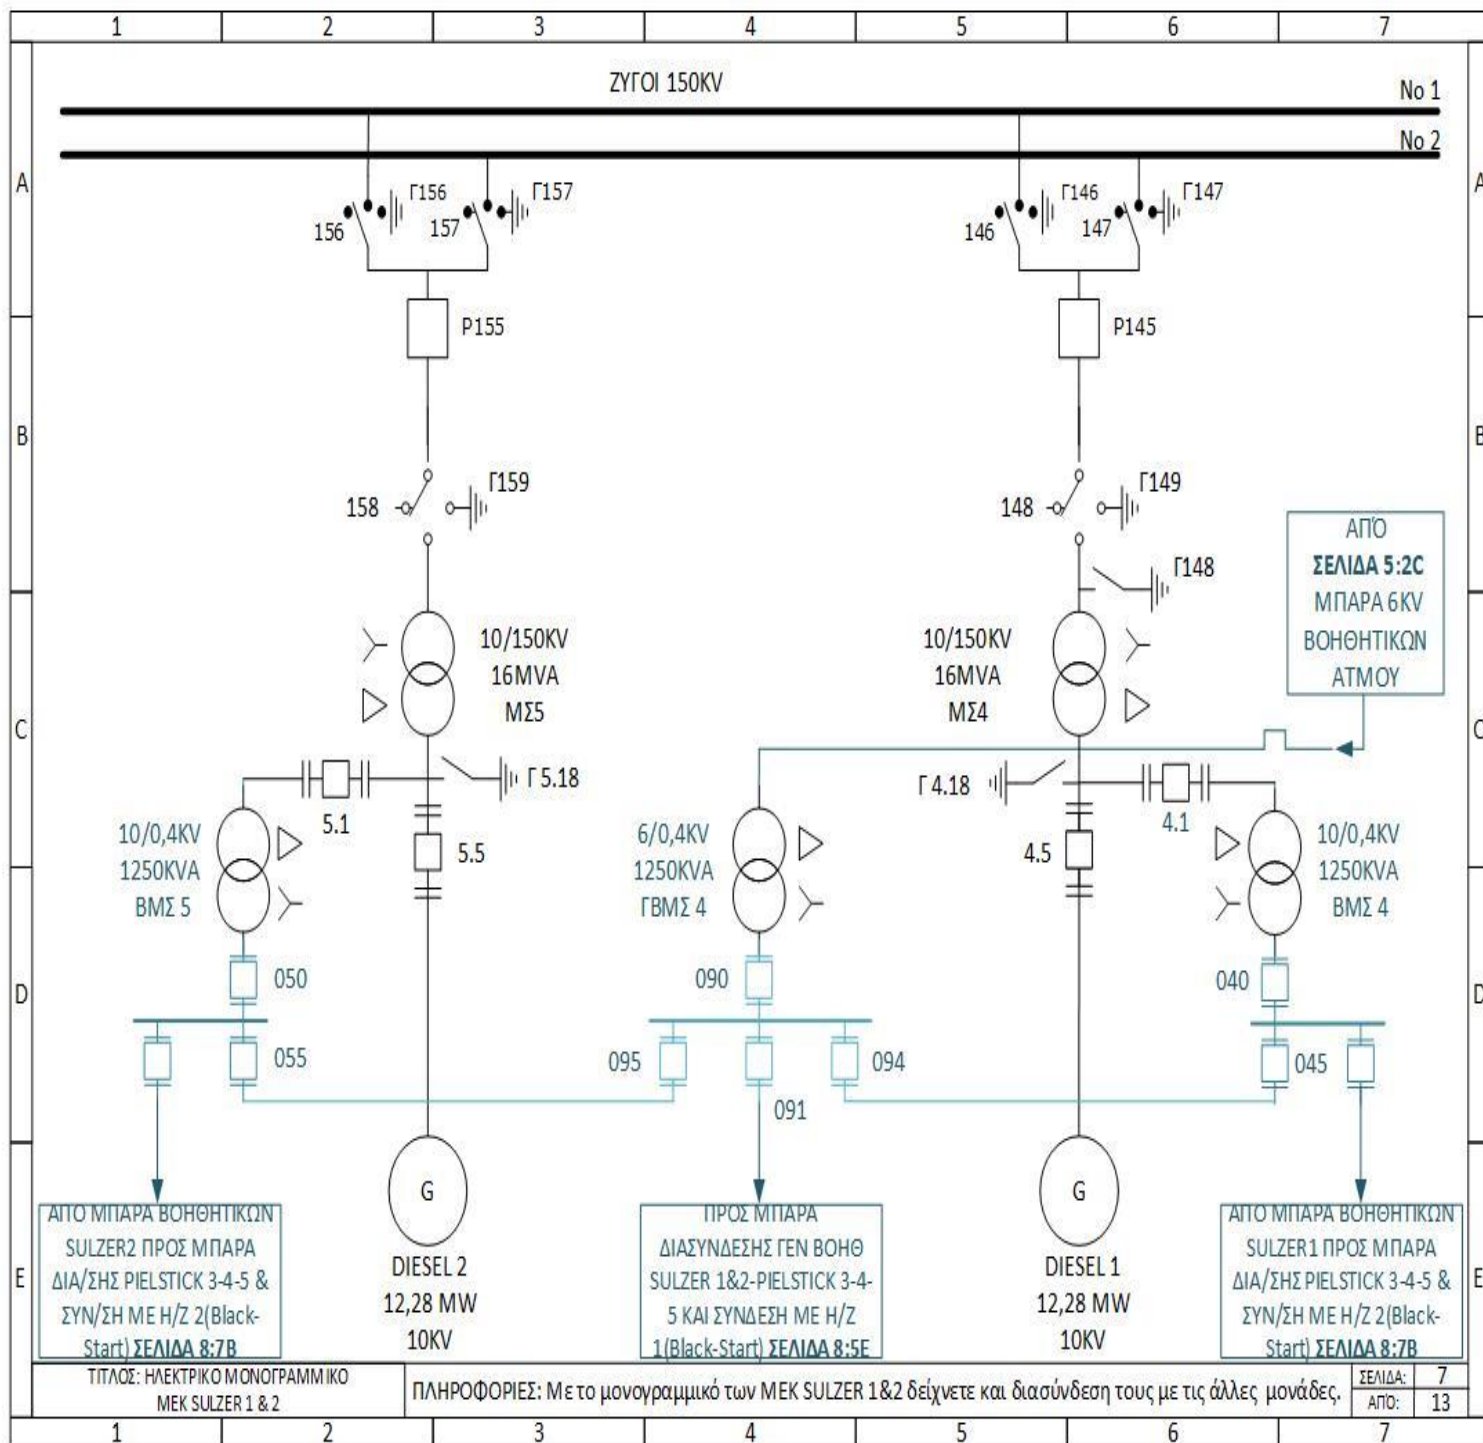 1 2 3 4 5 6 7
ΖΥΓΟΙ 150KV
No 1
No 2
A A
Γ156 Γ157 Γ146 Γ147
156 157 146 147
P155 P145
B B
Γ159 Γ149
158 148
ΑΠΌ
ΣΕΛΙΔΑ 5:2C
ΜΠΑΡΑ 6KV
ΒΟΗΘΗΤΙΚΩΝ
ΑΤΜΟΥ
Γ148
10/150KV
16MVA
ΜΣ5
10/150KV
16MVA
ΜΣ4
C C
Γ 5.18 Γ 4.18
5.1 4.1
5.5 4.5
10/0,4KV
1250KVA
ΒΜΣ 5
6/0,4KV
1250KVA
ΓΒΜΣ 4
10/0,4KV
1250KVA
ΒΜΣ 4
D D
050 090 040
055 095 094 045
091
G G
DIESEL 2
12,28 MW
10KV
DIESEL 1
12,28 MW
10KV
E E
ΑΠΟ ΜΠΑΡΑ ΒΟΗΘΗΤΙΚΩΝ
SULZER2 ΠΡΟΣ ΜΠΑΡΑ
ΔΙΑ/ΣΗΣ PIELSTICK 3-4-5 &
ΣΥΝ/ΣΗ ΜΕ Η/Ζ 2(Black-
Start) ΣΕΛΙΔΑ 8:7B
ΠΡΟΣ ΜΠΑΡΑ
ΔΙΑΣΥΝΔΕΣΗΣ ΓΕΝ ΒΟΗΘ
SULZER 1&2-PIELSTICK 3-4-
5 ΚΑΙ ΣΥΝΔΕΣΗ ΜΕ Η/Ζ
1(Black-Start) ΣΕΛΙΔΑ 8:5E
ΑΠΟ ΜΠΑΡΑ ΒΟΗΘΗΤΙΚΩΝ
SULZER1 ΠΡΟΣ ΜΠΑΡΑ
ΔΙΑ/ΣΗΣ PIELSTICK 3-4-5 &
ΣΥΝ/ΣΗ ΜΕ Η/Ζ 2(Black-
Start) ΣΕΛΙΔΑ 8:7B
ΤΙΤΛΟΣ: ΗΛΕΚΤΡΙΚΟ ΜΟΝΟΓΡΑΜΜΙΚΟ
ΜΕΚ SULZER 1 & 2
ΠΛΗΡΟΦΟΡΙΕΣ: Με το μονογραμμικό των ΜΕΚ SULZER 1&2 δείχνετε και διασύνδεση τους με τις άλλες μονάδες.
ΣΕΛΙΔΑ: 7
ΑΠΌ: 13
1 2 3 4 5 6 7